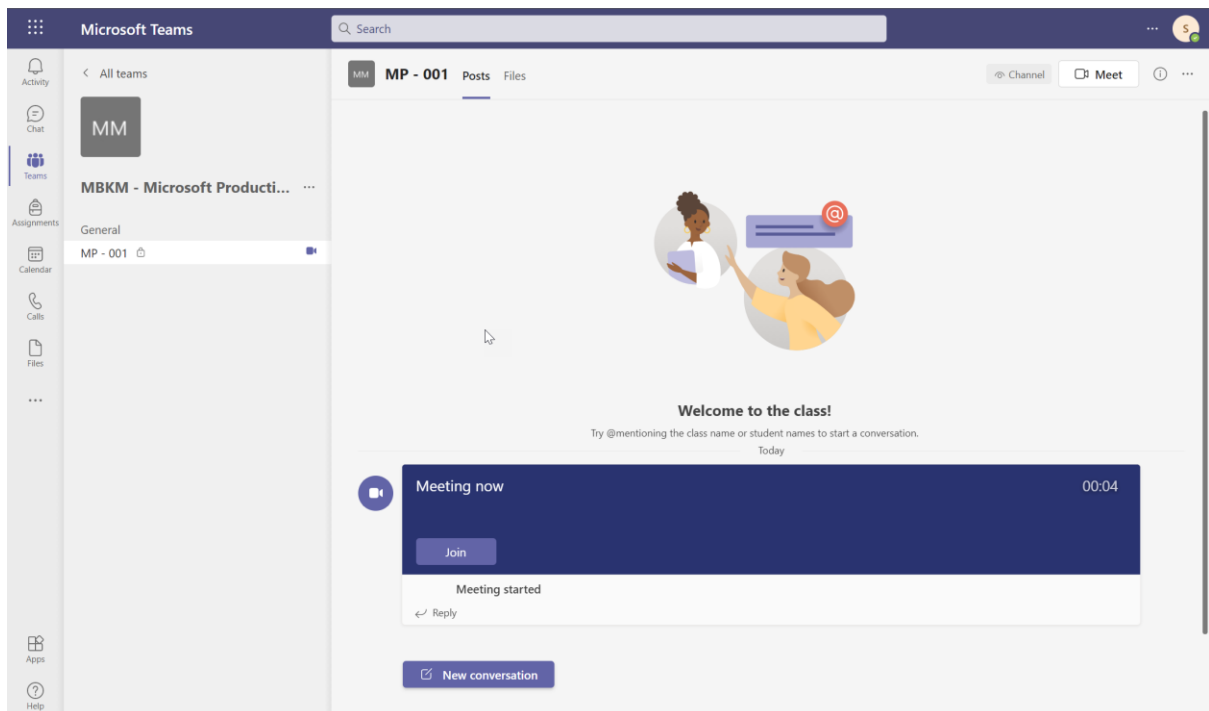 Microsoft Teams
Search
...
S
Activity
Chat
Teams
Assignments
Calendar
Calls
Files
...
Apps
Help
All teams
MM
MBKM - Microsoft Producti... ...
General
MP - 001
MM MP - 001 Posts Files
Channel Meet ...
@
Welcome to the class!
Try @mentioning the class name or student names to start a conversation.
Today
Meeting now 00:04
Join
Meeting started
Reply
New conversation